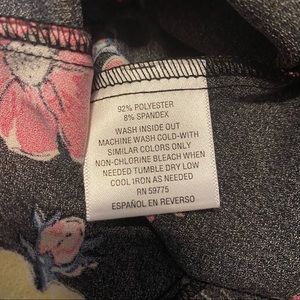 92% POLYESTER
8% SPANDEX
WASH INSIDE OUT
MACHINE WASH COLD-WITH
SIMILAR COLORS ONLY
NON-CHLORINE BLEACH WHEN
NEEDED TUMBLE DRY LOW
COOL IRON AS NEEDED
RN 59775
ESPAÑOL EN REVERSO